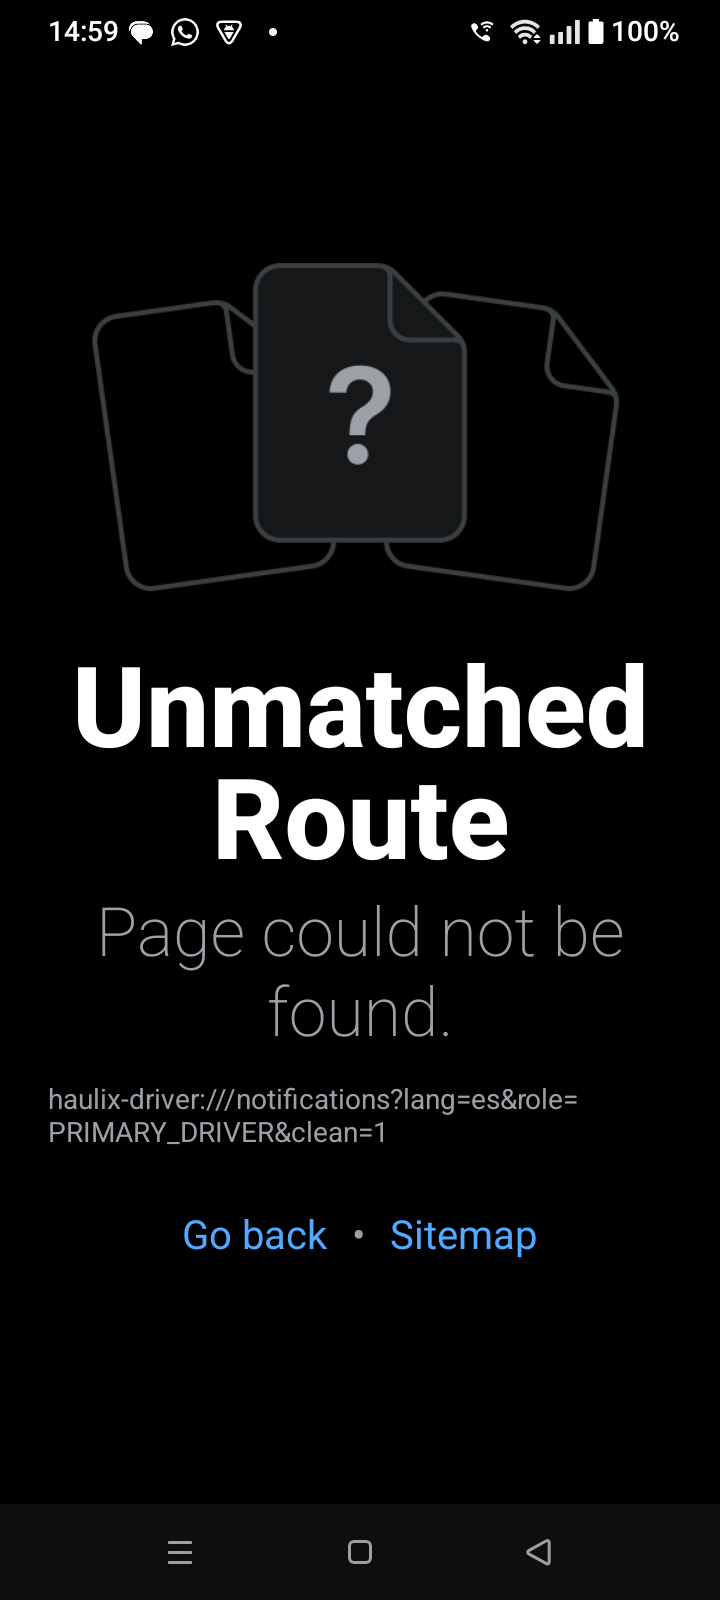 14:59 100%
?
Unmatched
Route
Page could not be
found.
haulix-driver:///notifications?lang=es&role=
PRIMARY_DRIVER&clean=1
Go back • Sitemap